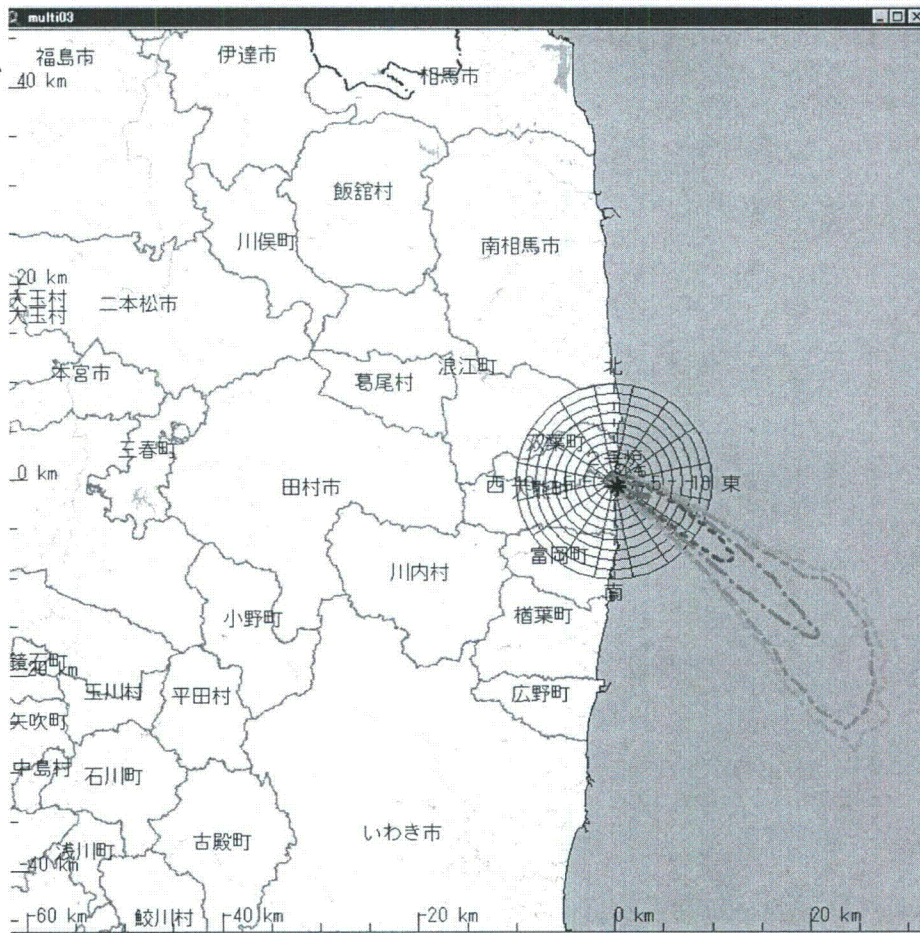 multi03
福島市
伊達市
相馬市
40 km
飯舘村
川俣町
南相馬市
20 km
大玉村
二本松市
大玉村
本宮市
葛尾村
浪江町
北
三春町
双葉町
0 km
田村市
西
東
富岡町
川内村
南
小野町
楢葉町
鏡石町
-20 km
玉川村
平田村
広野町
矢吹町
中島村
石川町
浅川町
古殿町
いわき市
-40 km
鮫川村
-60 km
-40 km
-20 km
0 km
20 km